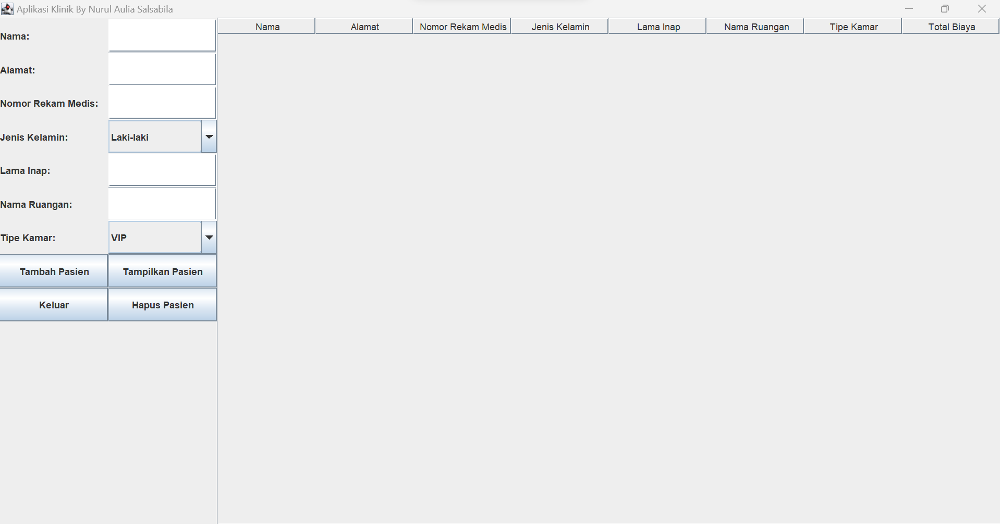 Aplikasi Klinik By Nurul Aulia Salsabila
Nama:
Alamat:
Nomor Rekam Medis:
Jenis Kelamin:
Laki-laki
Lama Inap:
Nama Ruangan:
Tipe Kamar:
VIP
Tambah Pasien
Tampilkan Pasien
Keluar
Hapus Pasien
Nama
Alamat
Nomor Rekam Medis
Jenis Kelamin
Lama Inap
Nama Ruangan
Tipe Kamar
Total Biaya